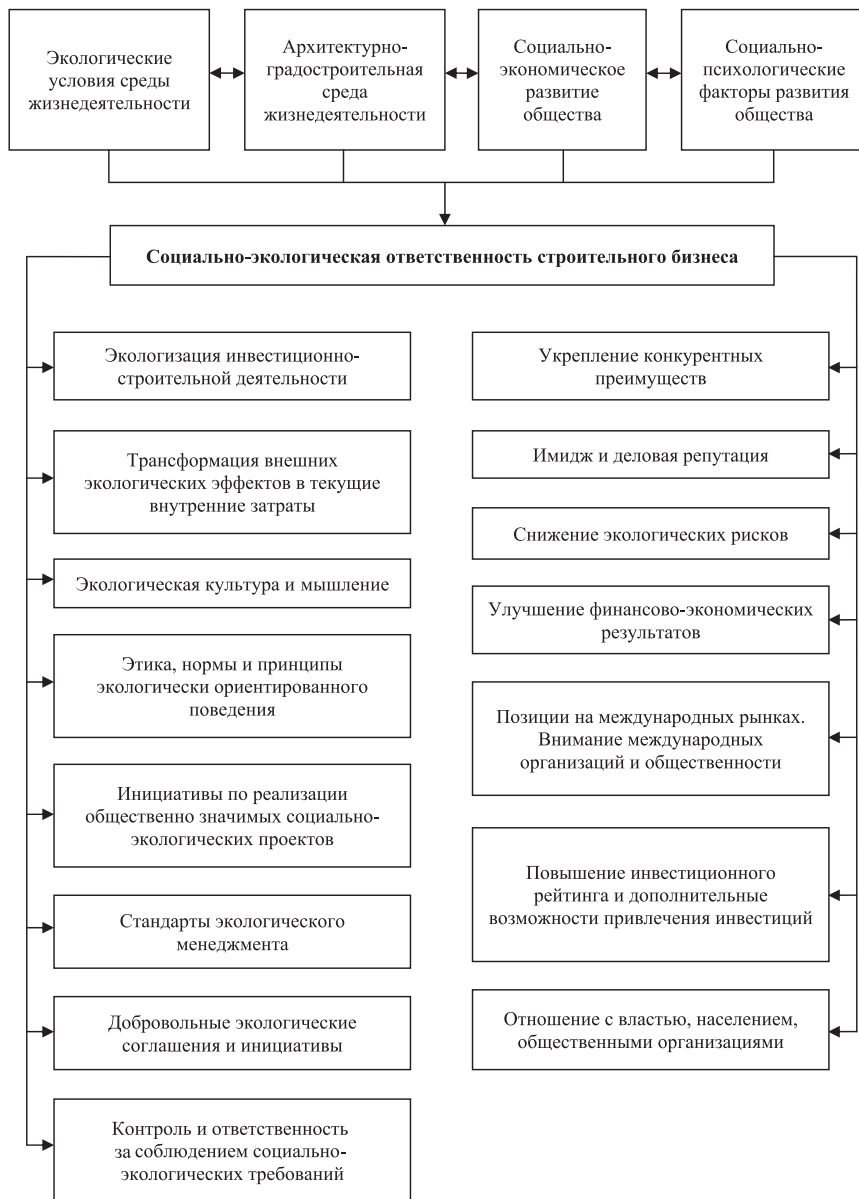 Экологические
условия среды
жизнедеятельности
Архитектурно-
градостроительная
среда
жизнедеятельности
Социально-
экономическое
развитие
общества
Социально-
психологические
факторы развития
общества
Социально-экологическая ответственность строительного бизнеса
Экологизация инвестиционно-
строительной деятельности
Трансформация внешних
экологических эффектов в текущие
внутренние затраты
Экологическая культура и мышление
Этика, нормы и принципы
экологически ориентированного
поведения
Инициативы по реализации
общественно значимых социально-
экологических проектов
Стандарты экологического
менеджмента
Добровольные экологические
соглашения и инициативы
Контроль и ответственность
за соблюдением социально-
экологических требований
Укрепление конкурентных
преимуществ
Имидж и деловая репутация
Снижение экологических рисков
Улучшение финансово-экономических
результатов
Позиции на международных рынках.
Внимание международных
организаций и общественности
Повышение инвестиционного
рейтинга и дополнительные
возможности привлечения инвестиций
Отношение с властью, населением,
общественными организациями